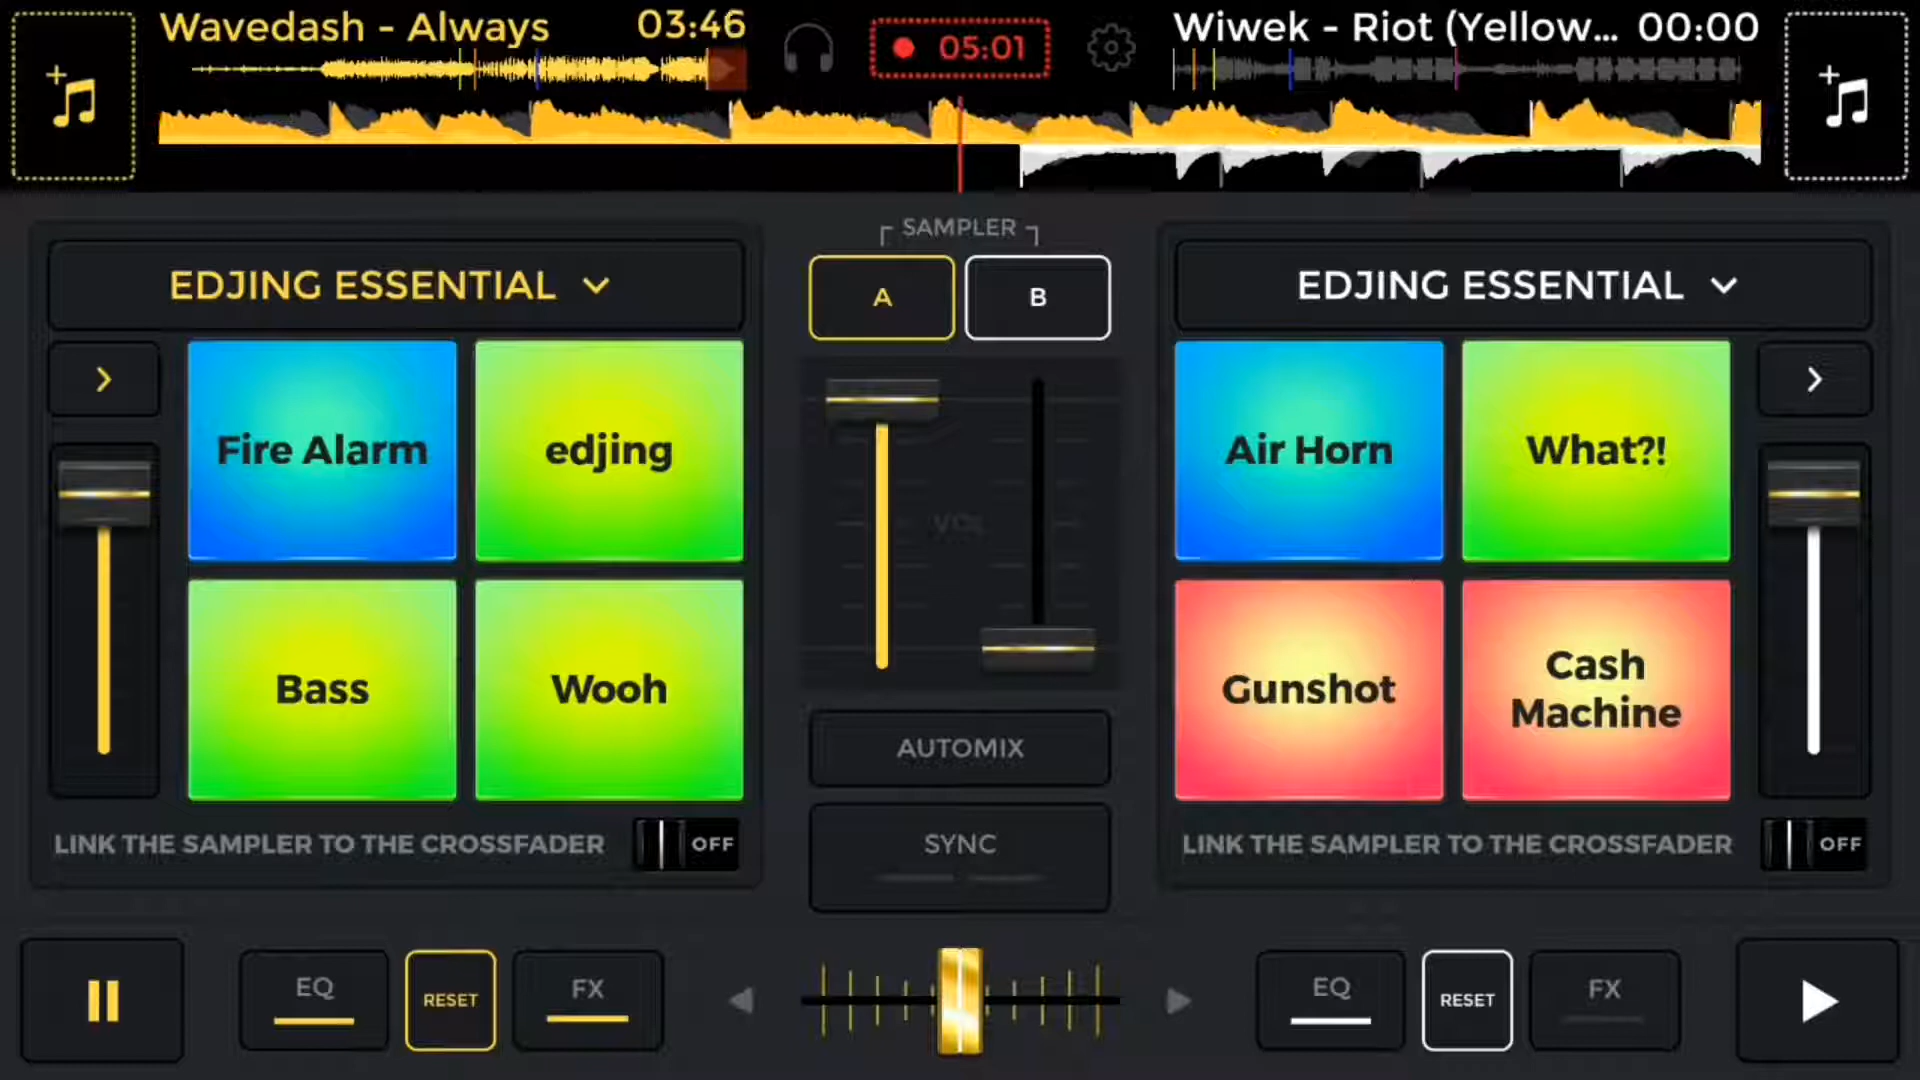 Wavedash - Always
03:46
05:01
Wiwek - Riot (Yellow...
00:00
SAMPLER
EDJING ESSENTIAL
A
B
EDJING ESSENTIAL
Fire Alarm
edjing
Air Horn
What?!
VOL
Bass
Wooh
Gunshot
Cash
Machine
AUTOMIX
LINK THE SAMPLER TO THE CROSSFADER
OFF
SYNC
LINK THE SAMPLER TO THE CROSSFADER
OFF
EQ
RESET
FX
EQ
RESET
FX